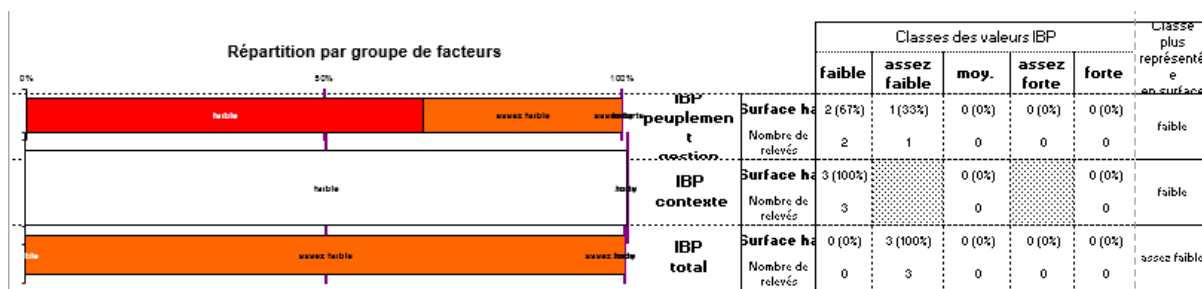 Répartition par groupe de facteurs
0% 50% 100%
faible assez faible
faible
assez faible
Classes des valeurs IBP
Classe
plus
représenté
e
en surface
faible assez faible moy. assez forte forte
IBP
peuplemen
t
gestion
Surface ha 2 (67%) 1 (33%) 0 (0%) 0 (0%) 0 (0%)
faible
Nombre de relevés 2 1 0 0 0
IBP
contexte
Surface ha 3 (100%) 0 (0%) 0 (0%)
faible
Nombre de relevés 3 0 0
IBP
total
Surface ha 0 (0%) 3 (100%) 0 (0%) 0 (0%) 0 (0%)
assez faible
Nombre de relevés 0 3 0 0 0